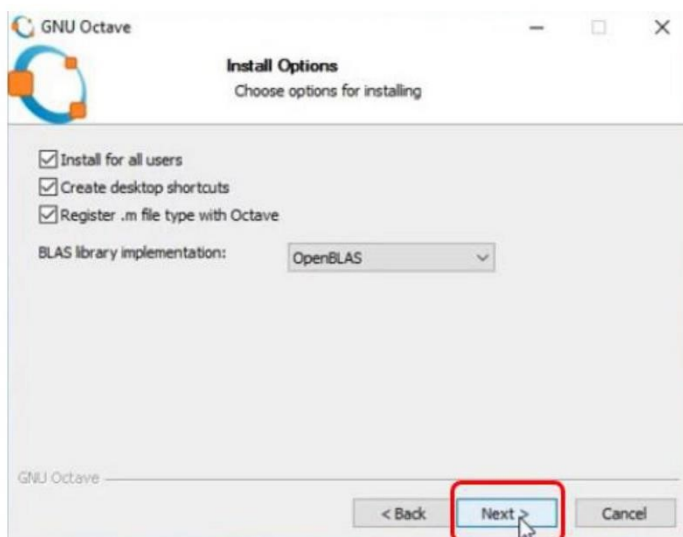 GNU Octave
Install Options
Choose options for installing
Install for all users
Create desktop shortcuts
Register .m file type with Octave
BLAS library implementation: OpenBLAS
GNU Octave
< Back Next > Cancel